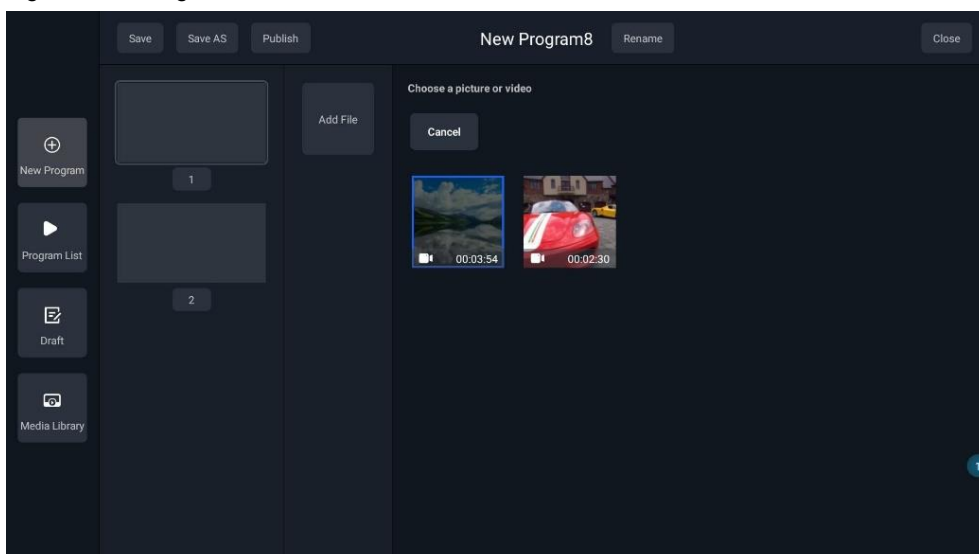 Save Save AS Publish New Program8 Rename Close
Choose a picture or video
Add File
Cancel
New Program
1
Program List
00:03:54 00:02:30
2
Draft
Media Library